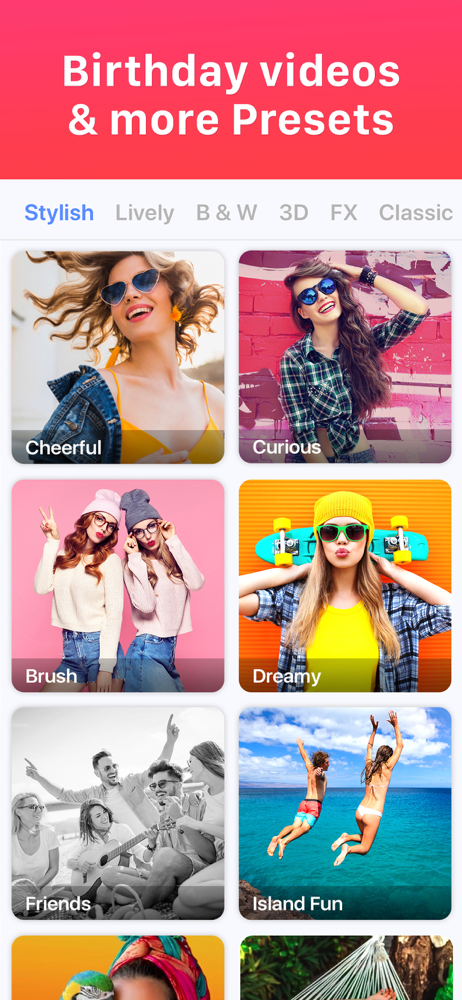 Birthday videos
& more Presets
Stylish Lively B & W 3D FX Classic
Cheerful Curious
Brush Dreamy
Friends Island Fun